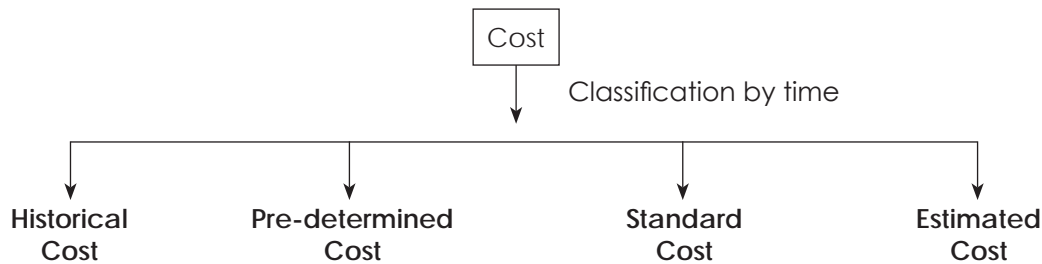 Cost
Classification by time
Historical Cost
Pre-determined Cost
Standard Cost
Estimated Cost